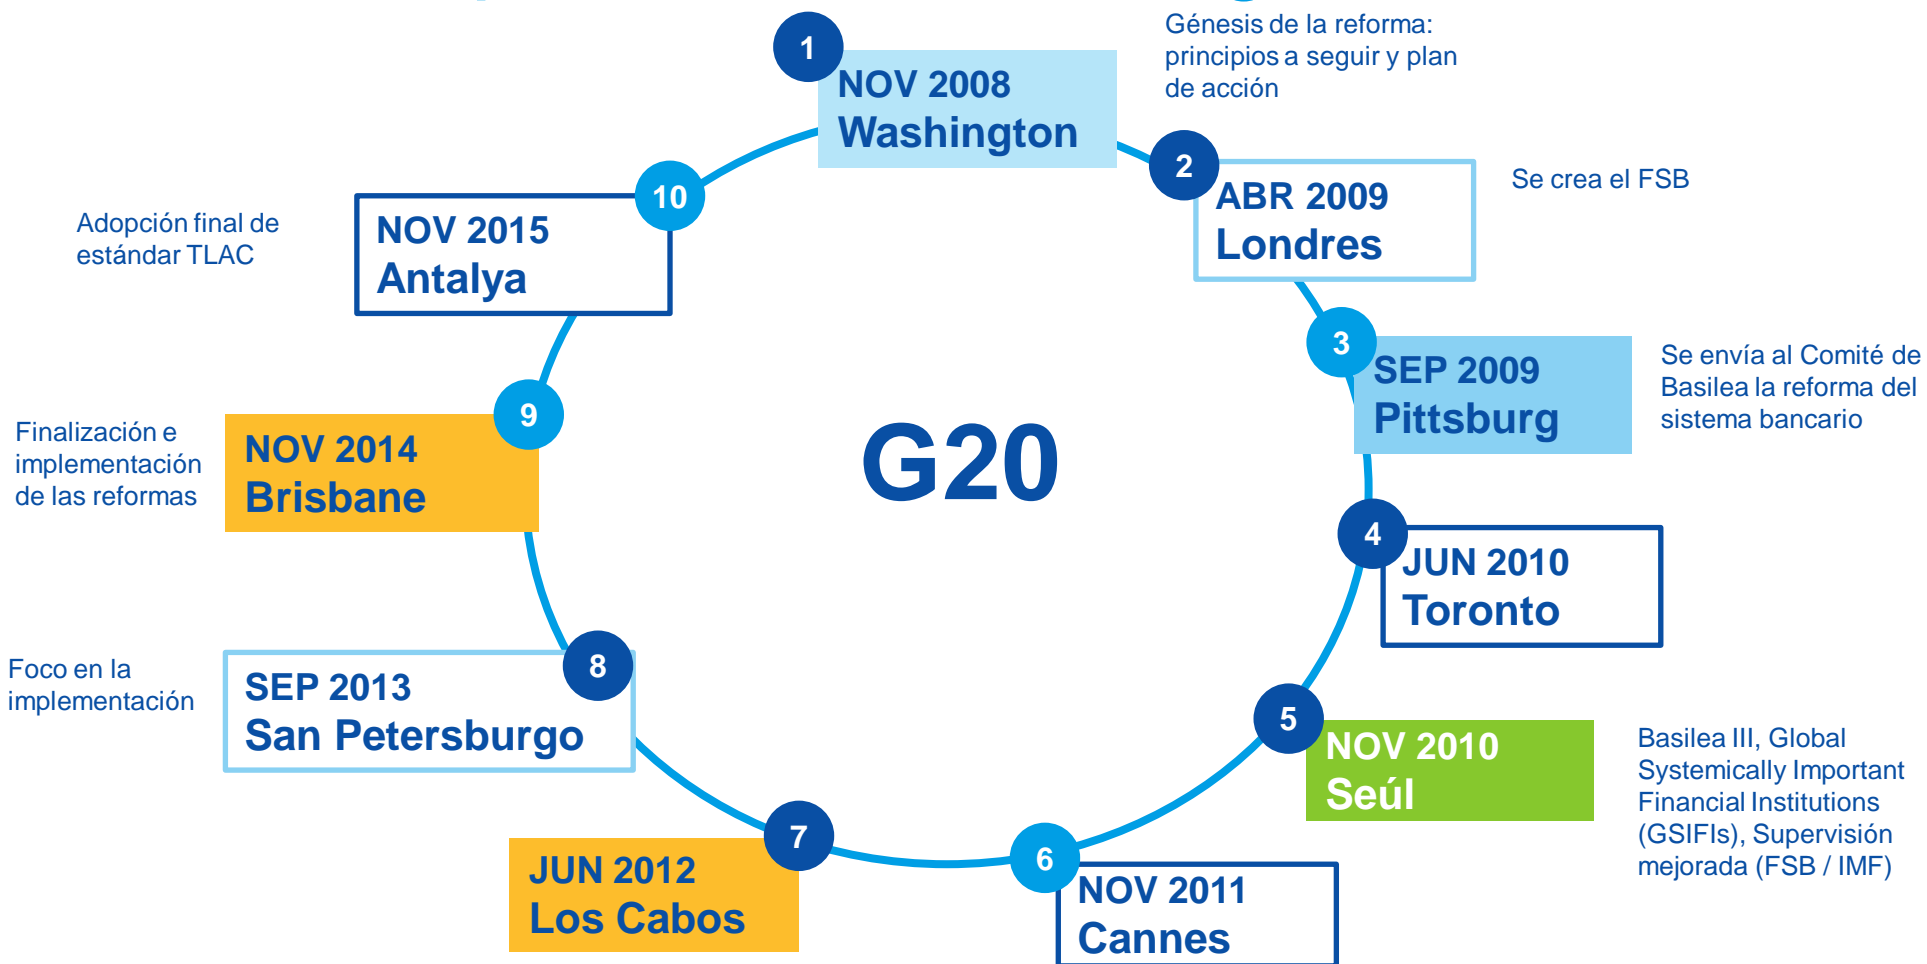 1
NOV 2008
Washington
Génesis de la reforma:
principios a seguir y plan
de acción
2
ABR 2009
Londres
Se crea el FSB
3
SEP 2009
Pittsburg
Se envía al Comité de
Basilea la reforma del
sistema bancario
4
JUN 2010
Toronto
5
NOV 2010
Seúl
Basilea III, Global
Systemically Important
Financial Institutions
(GSIFIs), Supervisión
mejorada (FSB / IMF)
6
NOV 2011
Cannes
7
JUN 2012
Los Cabos
8
SEP 2013
San Petersburgo
Foco en la
implementación
9
NOV 2014
Brisbane
Finalización e
implementación
de las reformas
10
NOV 2015
Antalya
Adopción final de
estándar TLAC
G20